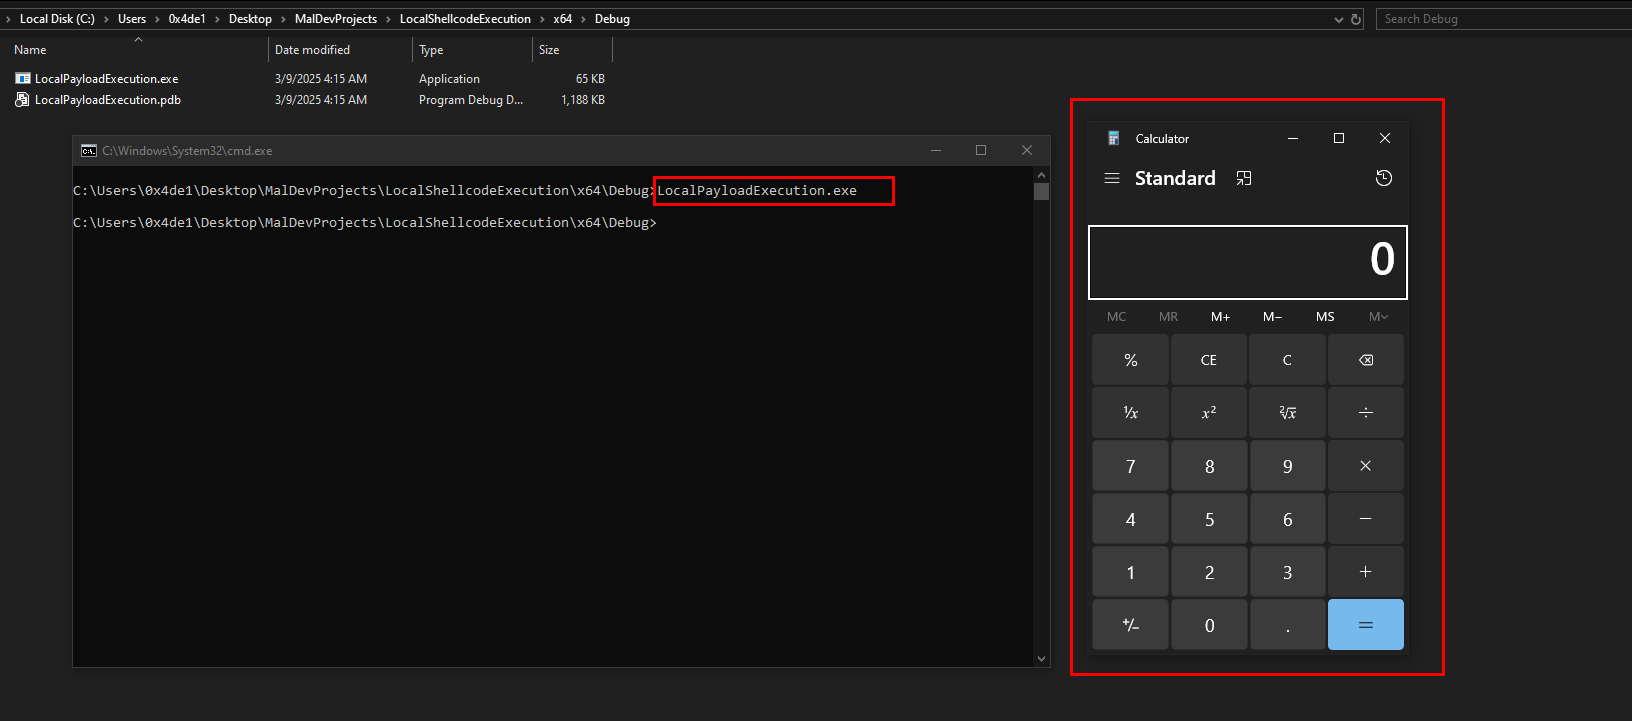 Local Disk (C:) > Users > 0x4de1 > Desktop > MalDevProjects > LocalShellcodeExecution > x64 > Debug
Search Debug
Name Date modified Type Size
LocalPayloadExecution.exe 3/9/2025 4:15 AM Application 65 KB
LocalPayloadExecution.pdb 3/9/2025 4:15 AM Program Debug D... 1,188 KB
C:\Windows\System32\cmd.exe
C:\Users\0x4de1\Desktop\MalDevProjects\LocalShellcodeExecution\x64\Debug>LocalPayloadExecution.exe
C:\Users\0x4de1\Desktop\MalDevProjects\LocalShellcodeExecution\x64\Debug>
Calculator
Standard
0
MC MR M+ M− MS M˅
% CE C ⌫
¹/x x² ²√x ÷
7 8 9 ×
4 5 6 −
1 2 3 +
+/− 0 . =